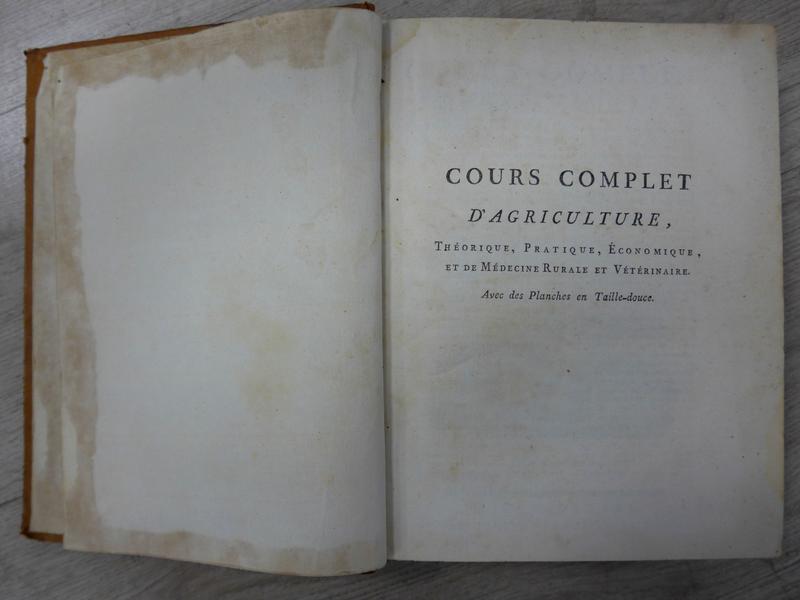 COURS COMPLET
D'AGRICULTURE,
THÉORIQUE, PRATIQUE, ÉCONOMIQUE,
ET DE MÉDECINE RURALE ET VÉTÉRINAIRE.
Avec des Planches en Taille-douce.